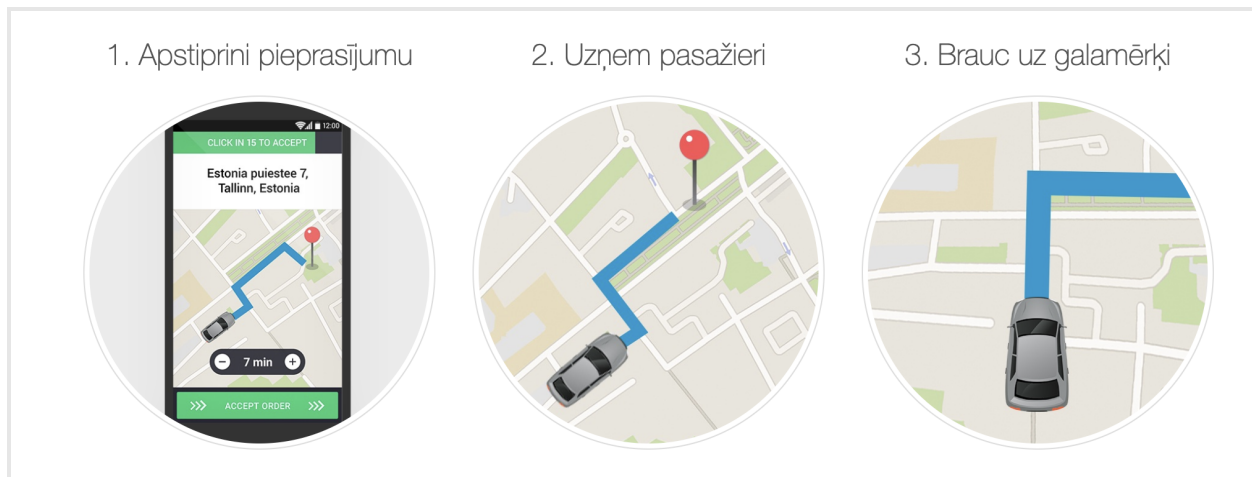 1. Apstiprini pieprasījumu
2. Uzņem pasažieri
3. Brauc uz galamērķi
12:00
CLICK IN 15 TO ACCEPT
Estonia puiestee 7,
Tallinn, Estonia
7 min
ACCEPT ORDER